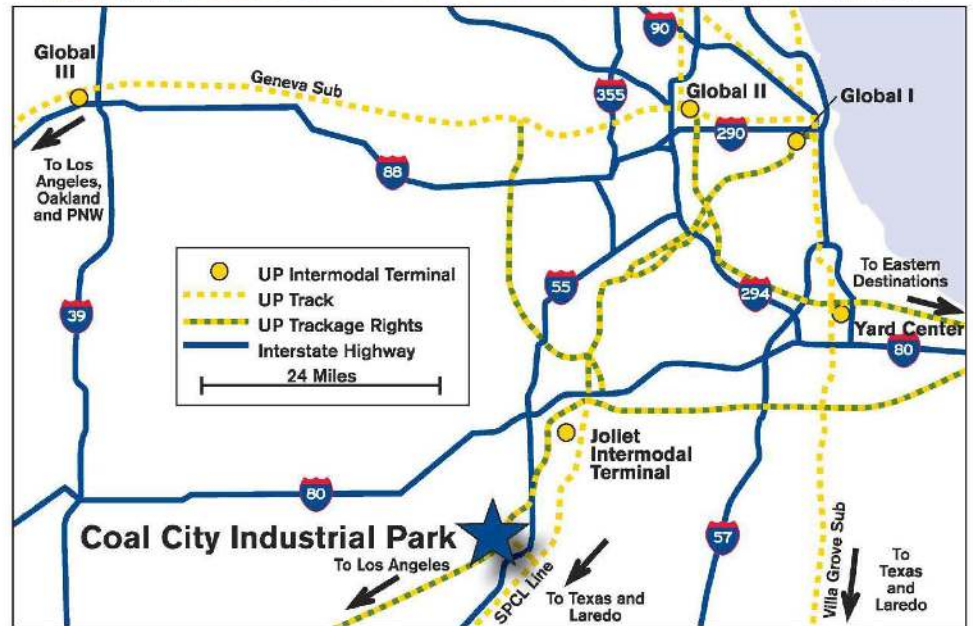 90
Global
III
Geneva Sub
355
Global II
Global I
290
To Los
Angeles,
Oakland
and PNW
88
UP Intermodal Terminal
UP Track
UP Trackage Rights
Interstate Highway
24 Miles
39
55
294
To Eastern
Destinations
Yard Center
80
Joliet
Intermodal
Terminal
80
Coal City Industrial Park
57
To Los Angeles
SPCL Line
To Texas and
Laredo
Villa Grove Sub
To
Texas
and
Laredo